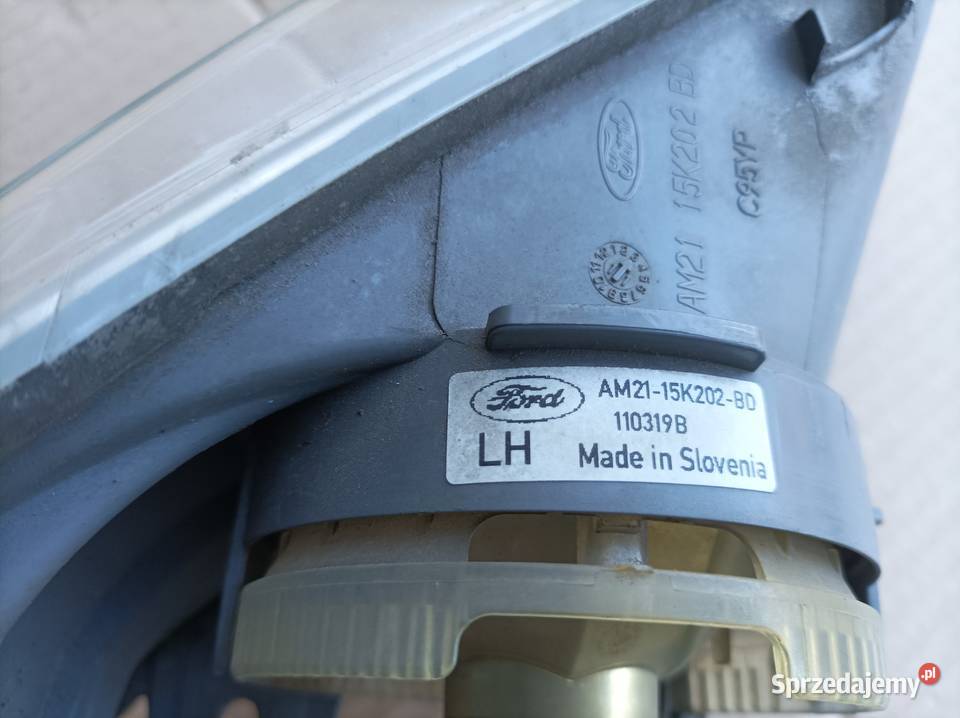 Ford
AM21 15K202 BD
C95YP
Ford
AM21-15K202-BD
110319B
LH
Made in Slovenia
Sprzedajemy.pl